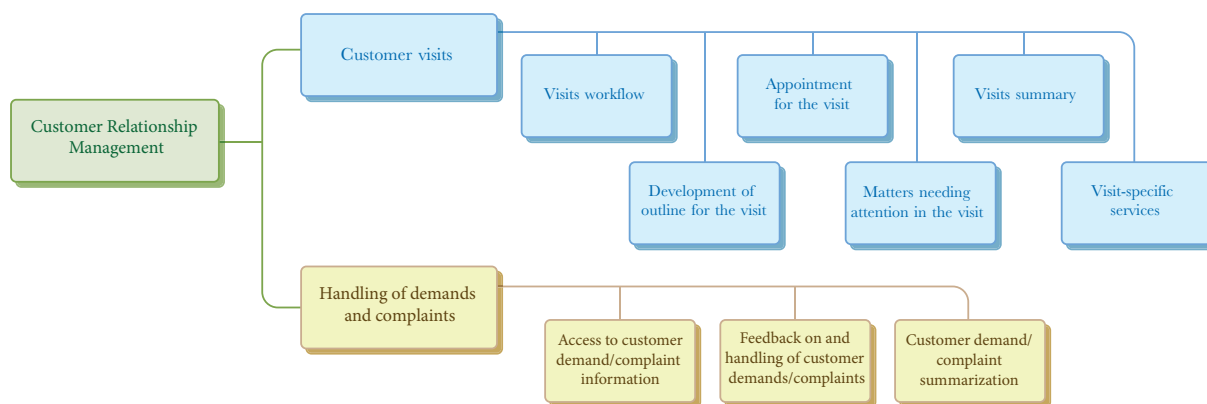 Customer Relationship
Management
Customer visits
Visits workflow
Appointment
for the visit
Visits summary
Development of
outline for the visit
Matters needing
attention in the visit
Visit-specific
services
Handling of demands
and complaints
Access to customer
demand/complaint
information
Feedback on and
handling of customer
demands/complaints
Customer demand/
complaint
summarization